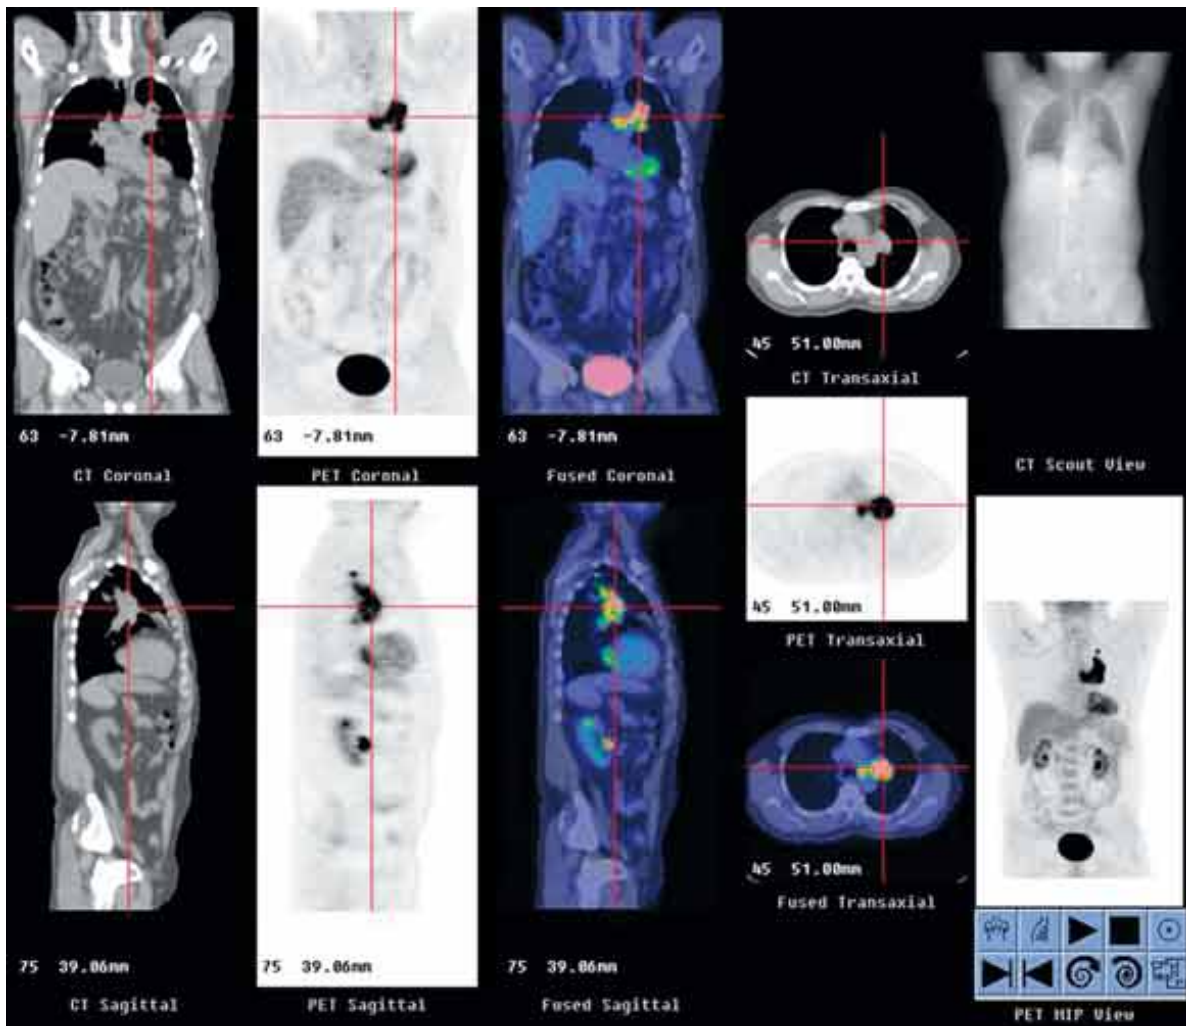 63 -7.81mm
CT Coronal
63 -7.81mm
PET Coronal
63 -7.81mm
Fused Coronal
45 51.00mm
CT Transaxial
CT Scout View
45 51.00mm
PET Transaxial
45 51.00mm
Fused Transaxial
75 39.06mm
CT Sagittal
75 39.06mm
PET Sagittal
75 39.06mm
Fused Sagittal
PET MIP View